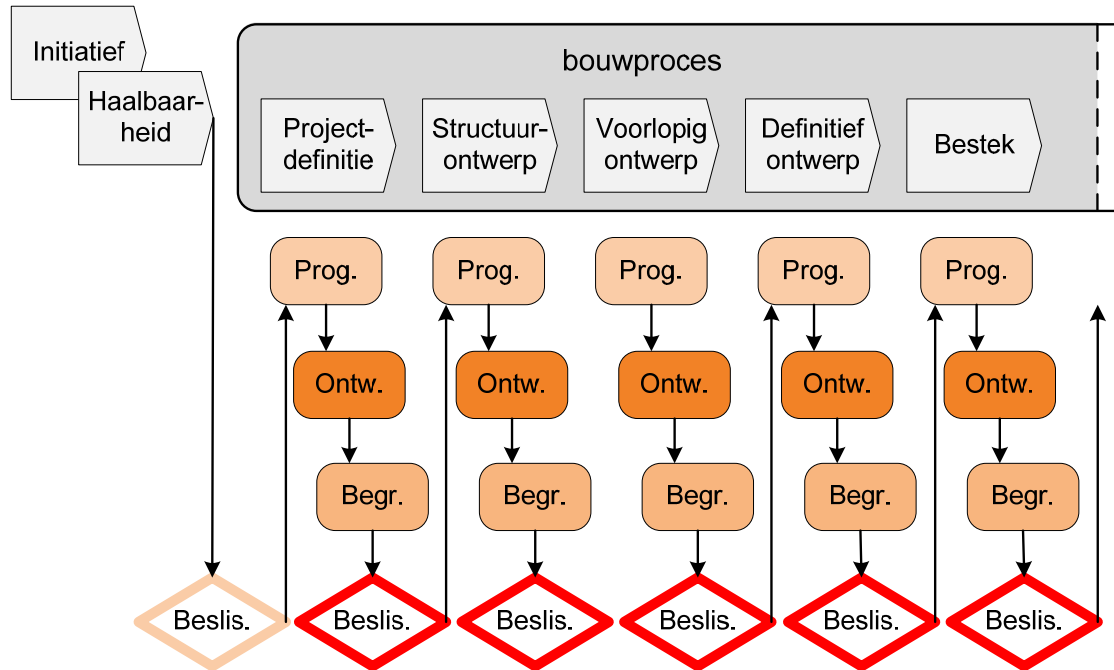 Initiatief
Haalbaar-
heid
bouwproces
Project-
definitie
Structuur-
ontwerp
Voorlopig
ontwerp
Definitief
ontwerp
Bestek
Prog.
Prog.
Prog.
Prog.
Prog.
Ontw.
Ontw.
Ontw.
Ontw.
Ontw.
Begr.
Begr.
Begr.
Begr.
Begr.
Beslis.
Beslis.
Beslis.
Beslis.
Beslis.
Beslis.